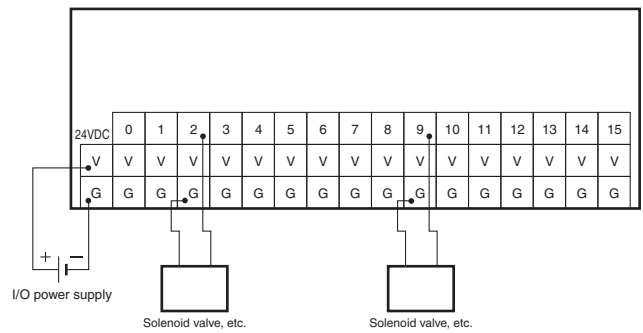 24VDC 0 1 2 3 4 5 6 7 8 9 10 11 12 13 14 15
V V V V V V V V V V V V V V V V V
G G G G G G G G G G G G G G G G G
+ −
I/O power supply
Solenoid valve, etc. Solenoid valve, etc.